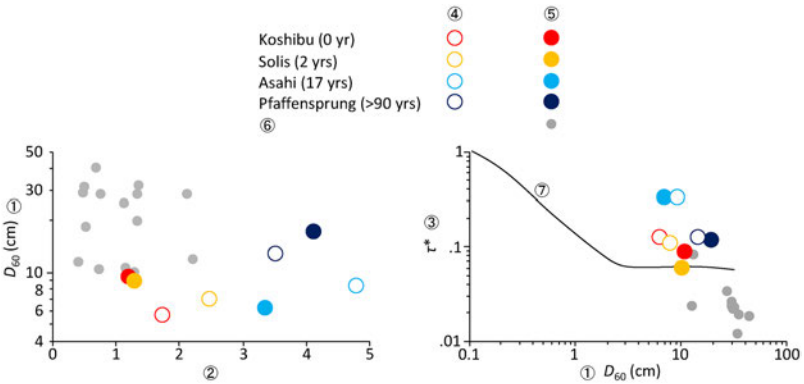 ④ ⑤
Koshibu (0 yr)
Solis (2 yrs)
Asahi (17 yrs)
Pfaffensprung (>90 yrs)
⑥
50
30
10
8
6
4
D₆₀ (cm) ①
0 1 2 3 4 5
②
1
.1
.01
τ* ③
⑦
0.1 1 10 100
① D₆₀ (cm)